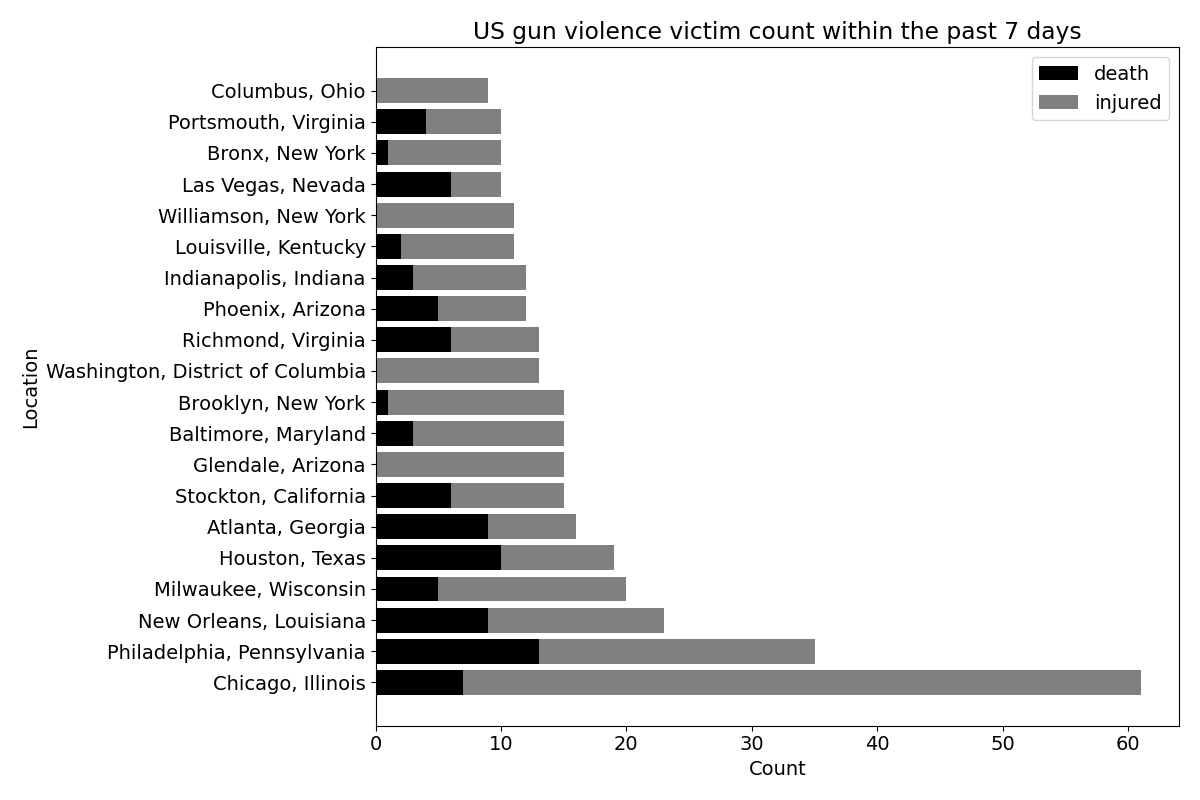 US gun violence victim count within the past 7 days
death
injured
Columbus, Ohio
Portsmouth, Virginia
Bronx, New York
Las Vegas, Nevada
Williamson, New York
Louisville, Kentucky
Indianapolis, Indiana
Phoenix, Arizona
Richmond, Virginia
Washington, District of Columbia
Brooklyn, New York
Baltimore, Maryland
Glendale, Arizona
Stockton, California
Atlanta, Georgia
Houston, Texas
Milwaukee, Wisconsin
New Orleans, Louisiana
Philadelphia, Pennsylvania
Chicago, Illinois
Location
0 10 20 30 40 50 60
Count